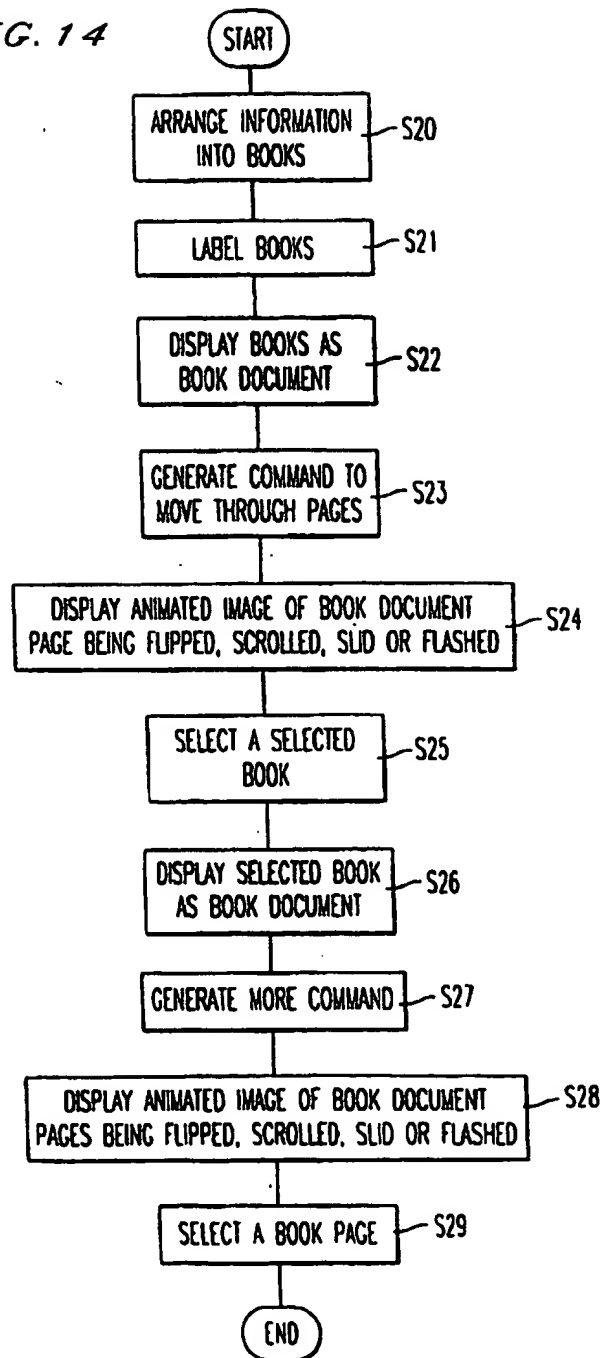 G. 14
START
ARRANGE INFORMATION
INTO BOOKS
S20
LABEL BOOKS
S21
DISPLAY BOOKS AS
BOOK DOCUMENT
S22
GENERATE COMMAND TO
MOVE THROUGH PAGES
S23
DISPLAY ANIMATED IMAGE OF BOOK DOCUMENT
PAGE BEING FLIPPED, SCROLLED, SLID OR FLASHED
S24
SELECT A SELECTED
BOOK
S25
DISPLAY SELECTED BOOK
AS BOOK DOCUMENT
S26
GENERATE MORE COMMAND
S27
DISPLAY ANIMATED IMAGE OF BOOK DOCUMENT
PAGES BEING FLIPPED, SCROLLED, SLID OR FLASHED
S28
SELECT A BOOK PAGE
S29
END